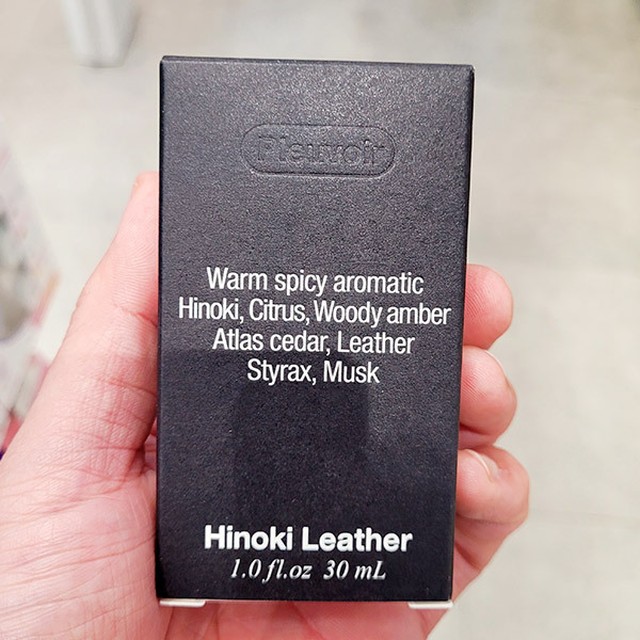 Pleuvoir
Warm spicy aromatic
Hinoki, Citrus, Woody amber
Atlas cedar, Leather
Styrax, Musk
Hinoki Leather
1.0 fl.oz 30 mL